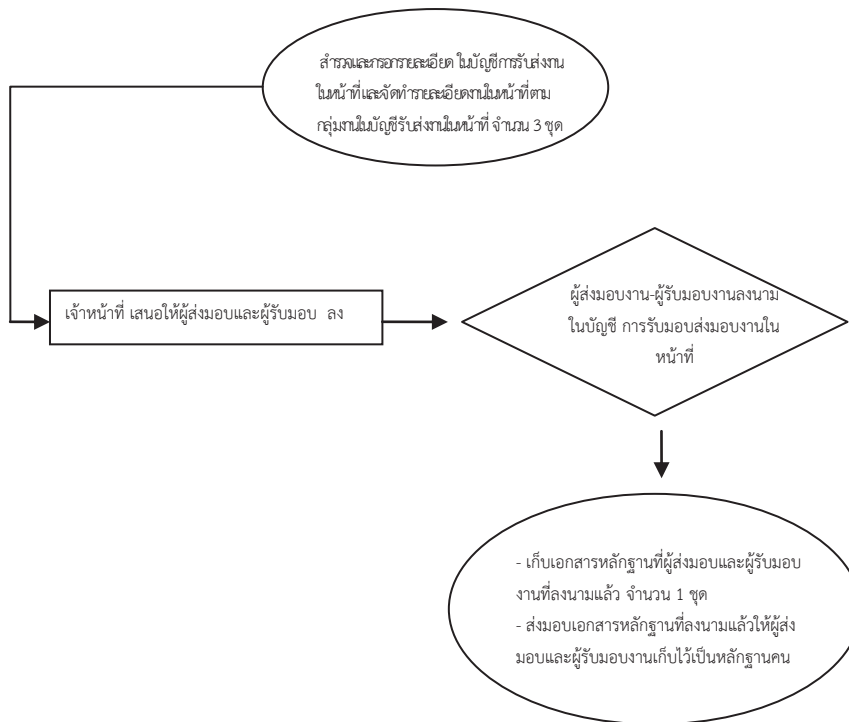 สำรวจและกรอกรายละเอียด ในบัญชีการรับส่งงาน
ในหน้าที่และจัดทำรายละเอียดงานในหน้าที่ตาม
กลุ่มงานในบัญชีรับส่งงานในหน้าที่ จำนวน 3 ชุด
เจ้าหน้าที่ เสนอให้ผู้ส่งมอบและผู้รับมอบ ลง
ผู้ส่งมอบงาน-ผู้รับมอบงานลงนาม
ในบัญชี การรับมอบส่งมอบงานใน
หน้าที่
- เก็บเอกสารหลักฐานที่ผู้ส่งมอบและผู้รับมอบ
งานที่ลงนามแล้ว จำนวน 1 ชุด
- ส่งมอบเอกสารหลักฐานที่ลงนามแล้วให้ผู้ส่ง
มอบและผู้รับมอบงานเก็บไว้เป็นหลักฐานคน